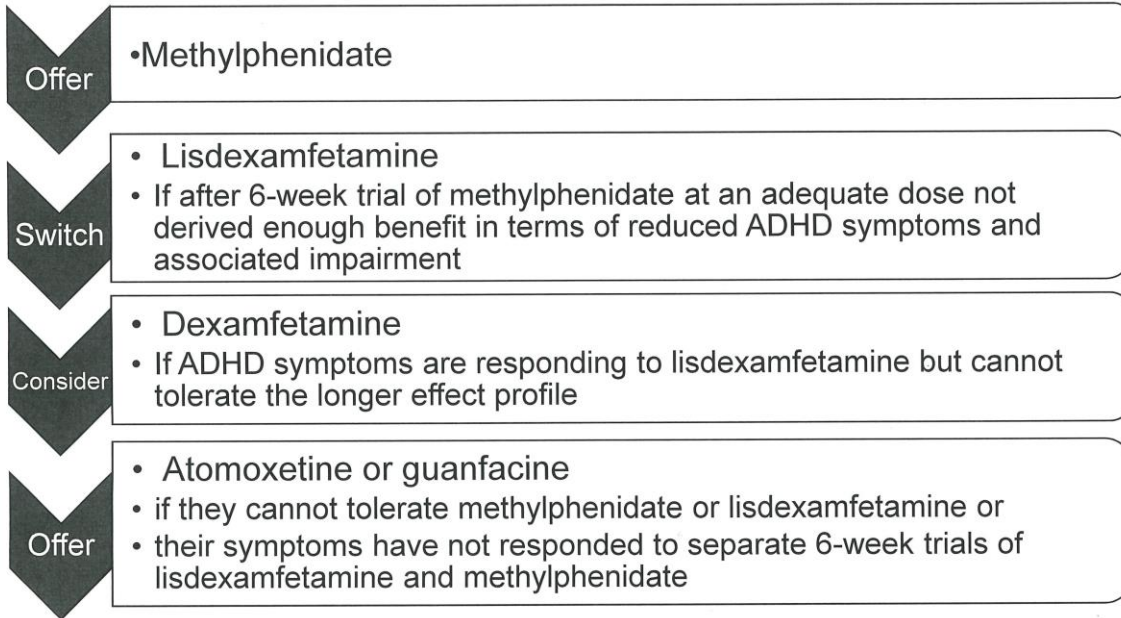 Offer
•Methylphenidate
Switch
• Lisdexamfetamine
• If after 6-week trial of methylphenidate at an adequate dose not
derived enough benefit in terms of reduced ADHD symptoms and
associated impairment
Consider
• Dexamfetamine
• If ADHD symptoms are responding to lisdexamfetamine but cannot
tolerate the longer effect profile
Offer
• Atomoxetine or guanfacine
• if they cannot tolerate methylphenidate or lisdexamfetamine or
• their symptoms have not responded to separate 6-week trials of
lisdexamfetamine and methylphenidate